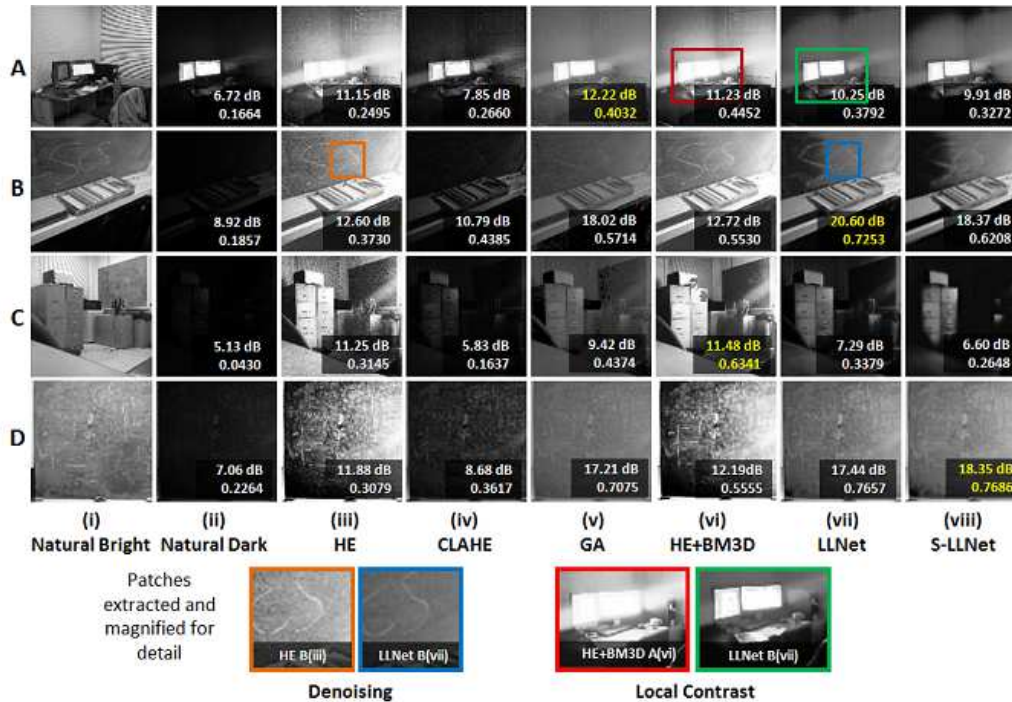 A
6.72 dB
0.1664
11.15 dB
0.2495
7.85 dB
0.2660
12.22 dB
0.4032
11.23 dB
0.4452
10.25 dB
0.3792
9.91 dB
0.3272
B
8.92 dB
0.1857
12.60 dB
0.3730
10.79 dB
0.4385
18.02 dB
0.5714
12.72 dB
0.5530
20.60 dB
0.7253
18.37 dB
0.6208
C
5.13 dB
0.0430
11.25 dB
0.3145
5.83 dB
0.1637
9.42 dB
0.4374
11.48 dB
0.6341
7.29 dB
0.3379
6.60 dB
0.2648
D
7.06 dB
0.2264
11.88 dB
0.3079
8.68 dB
0.3617
17.21 dB
0.7075
12.19dB
0.5555
17.44 dB
0.7657
18.35 dB
0.7686
(i) (ii) (iii) (iv) (v) (vi) (vii) (viii)
Natural Bright Natural Dark HE CLAHE GA HE+BM3D LLNet S-LLNet
Patches
extracted and
magnified for
detail
HE B(iii)
LLNet B(vii)
HE+BM3D A(vi)
LLNet B(vii)
Denoising
Local Contrast